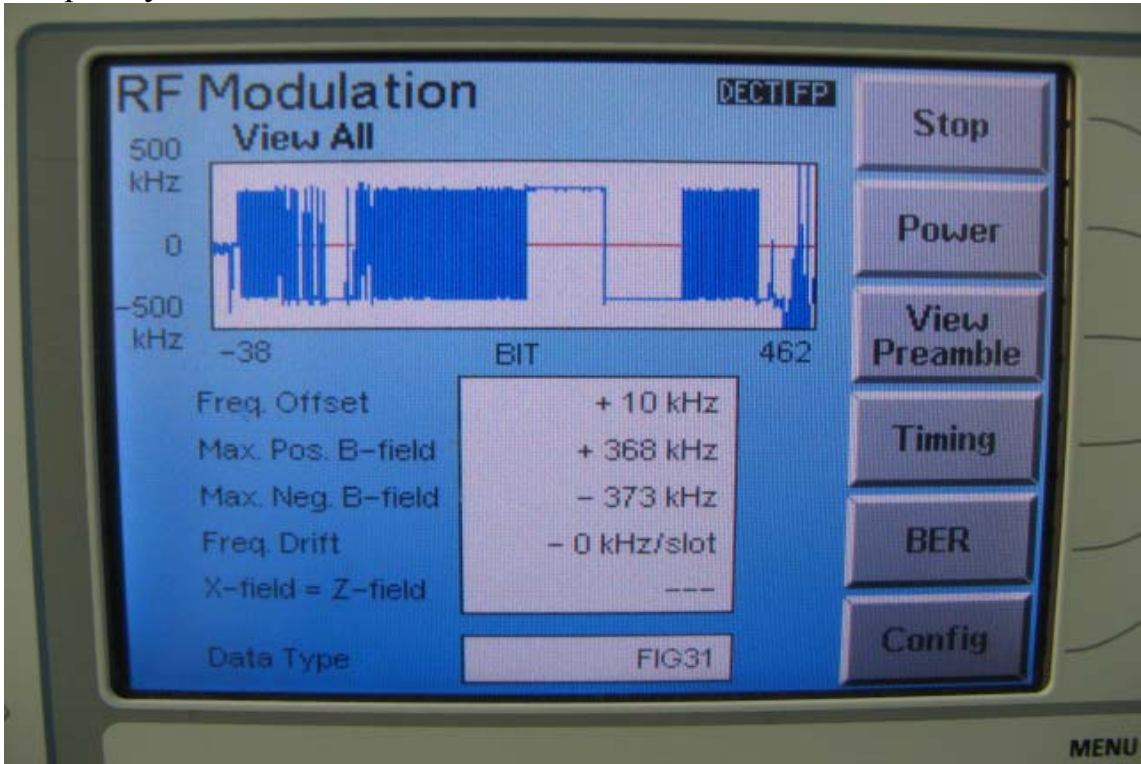 RF Modulation
DECT FP
View All
500
kHz
0
-500
kHz
-38
BIT
462
Freq. Offset
+ 10 kHz
Max. Pos. B-field
+ 368 kHz
Max. Neg. B-field
- 373 kHz
Freq. Drift
- 0 kHz/slot
X-field = Z-field
---
Data Type
FIG31
Stop
Power
View
Preamble
Timing
BER
Config
MENU